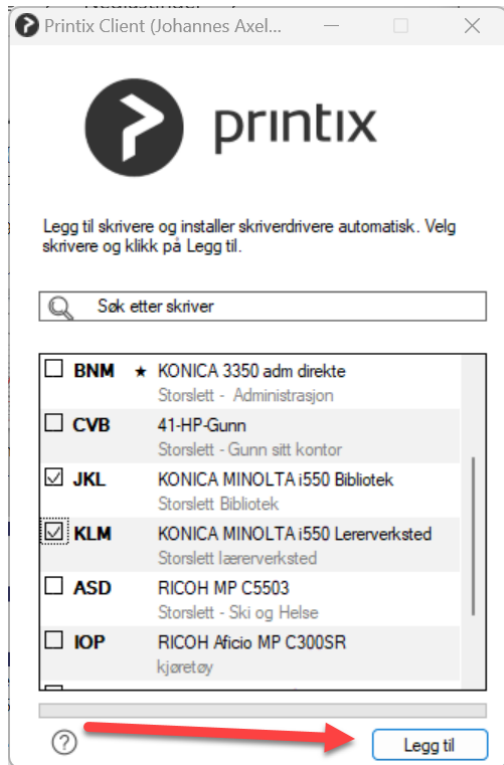 Printix Client (Johannes Axel...
printix
Legg til skrivere og installer skriverdrivere automatisk. Velg
skrivere og klikk på Legg til.
Søk etter skriver
BNM ★ KONICA 3350 adm direkte
Storslett - Administrasjon
CVB 41-HP-Gunn
Storslett - Gunn sitt kontor
JKL KONICA MINOLTA i550 Bibliotek
Storslett Bibliotek
KLM KONICA MINOLTA i550 Lererverksted
Storslett lærerverksted
ASD RICOH MP C5503
Storslett - Ski og Helse
IOP RICOH Aficio MP C300SR
kjøretøy
?
Legg til